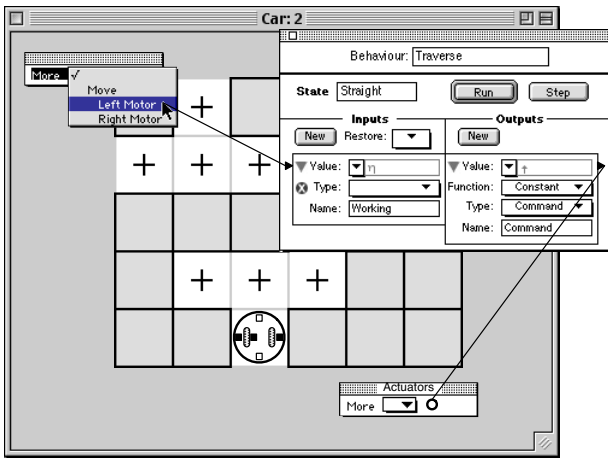 Car: 2
More
Move
Left Motor
Right Motor
Behaviour: Traverse
State Straight
Run
Step
Inputs
New Restore:
Value: η
Type:
Name: Working
Outputs
New
Value: ↑
Function: Constant
Type: Command
Name: Command
Actuators
More